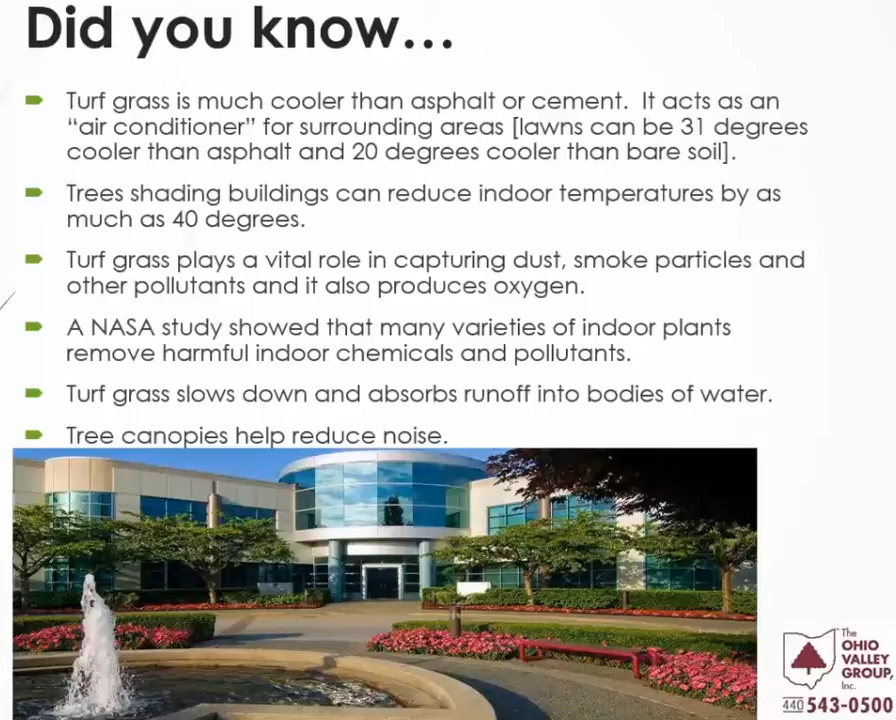 Did you know…
Turf grass is much cooler than asphalt or cement.  It acts as an
“air conditioner” for surrounding areas [lawns can be 31 degrees
cooler than asphalt and 20 degrees cooler than bare soil].
Trees shading buildings can reduce indoor temperatures by as
much as 40 degrees.
Turf grass plays a vital role in capturing dust, smoke particles and
other pollutants and it also produces oxygen.
A NASA study showed that many varieties of indoor plants
remove harmful indoor chemicals and pollutants.
Turf grass slows down and absorbs runoff into bodies of water.
Tree canopies help reduce noise.
The
OHIO
VALLEY
GROUP,
Inc.
440 543-0500